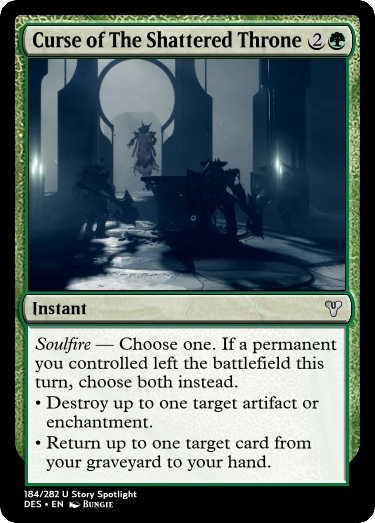 Curse of The Shattered Throne 2
Instant
Soulfire — Choose one. If a permanent
you controlled left the battlefield this
turn, choose both instead.
• Destroy up to one target artifact or
enchantment.
• Return up to one target card from
your graveyard to your hand.
184/282 U Story Spotlight
DES • EN Bungie